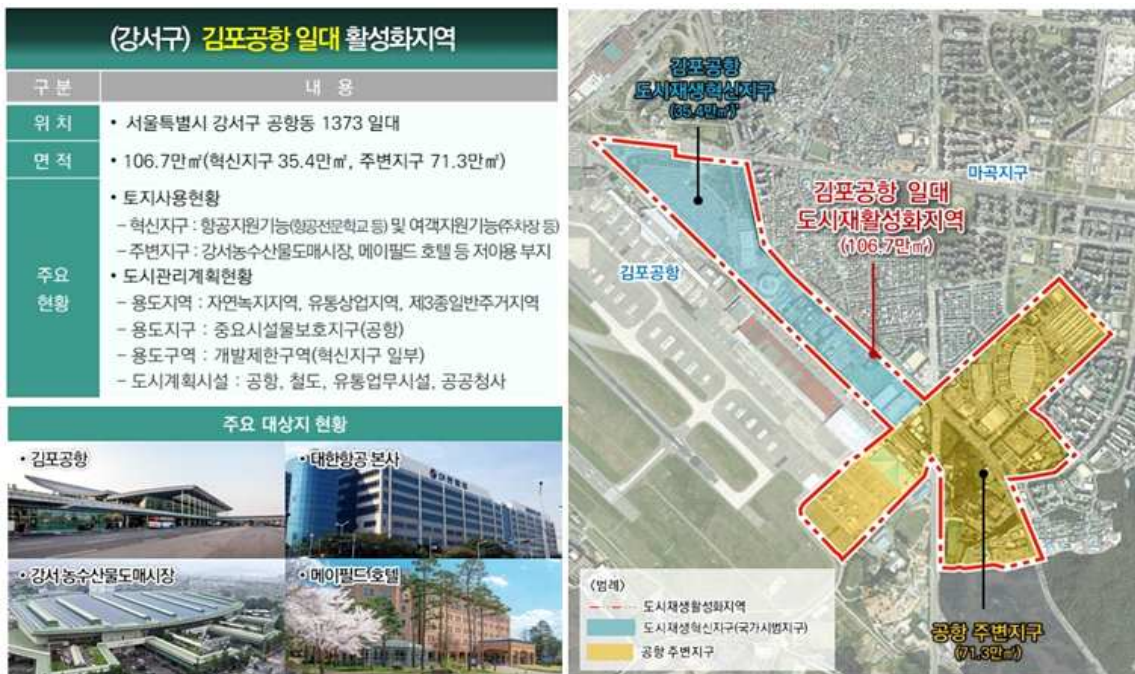 (강서구) 김포공항 일대 활성화지역
구 분
내 용
위 치
• 서울특별시 강서구 공항동 1373 일대
면 적
• 106.7만㎡(혁신지구 35.4만㎡, 주변지구 71.3만㎡)
주요
현황
• 토지사용현황
– 혁신지구 : 항공지원기능(항공전문학교 등) 및 여객지원기능(주차장 등)
– 주변지구 : 강서농수산물도매시장, 메이필드 호텔 등 저이용 부지
• 도시관리계획현황
– 용도지역 : 자연녹지지역, 유통상업지역, 제3종일반주거지역
– 용도지구 : 중요시설물보호지구(공항)
– 용도구역 : 개발제한구역(혁신지구 일부)
– 도시계획시설 : 공항, 철도, 유통업무시설, 공공청사
주요 대상지 현황
• 김포공항
• 대한항공 본사
• 강서 농수산물도매시장
• 메이필드 호텔
김포공항
도시재생혁신지구
(35.4만㎡)
마곡지구
김포공항 일대
도시재활성화지역
(106.7만㎡)
김포공항
〈범례〉
도시재생활성화지역
도시재생혁신지구(국가시범지구)
공항 주변지구
공항 주변지구
(71.3만㎡)